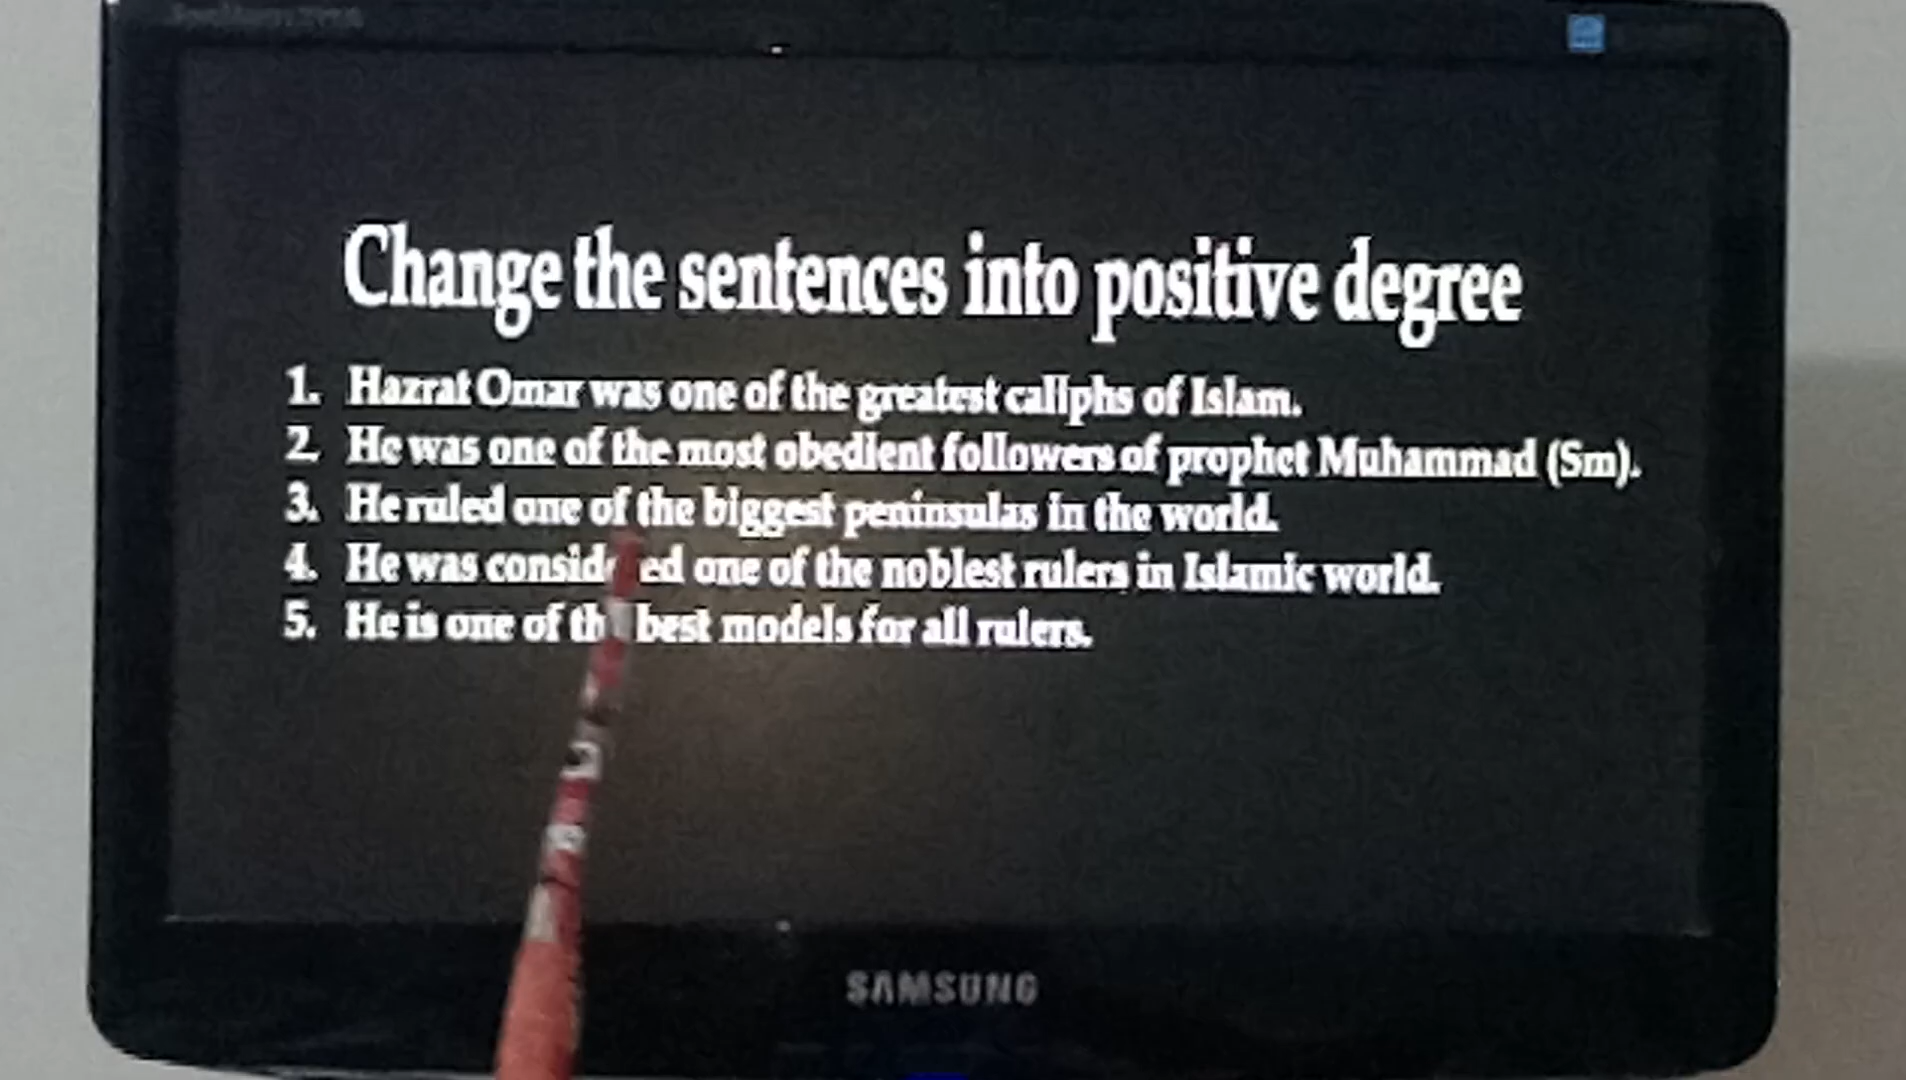 Change the sentences into positive degree
1. Hazrat Omar was one of the greatest caliphs of Islam.
2. He was one of the most obedient followers of prophet Muhammad (Sm).
3. He ruled one of the biggest peninsulas in the world.
4. He was consid ed one of the noblest rulers in Islamic world.
5. He is one of th best models for all rulers.
SAMSUNG